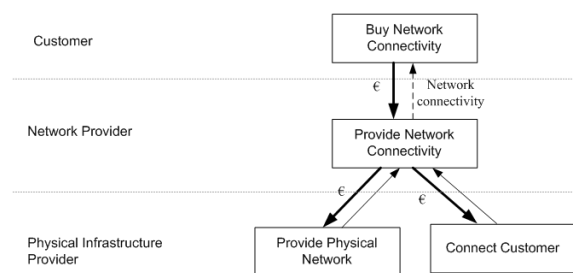 Customer
Buy Network
Connectivity
€
Network
connectivity
Network Provider
Provide Network
Connectivity
€
€
Physical Infrastructure
Provider
Provide Physical
Network
Connect Customer